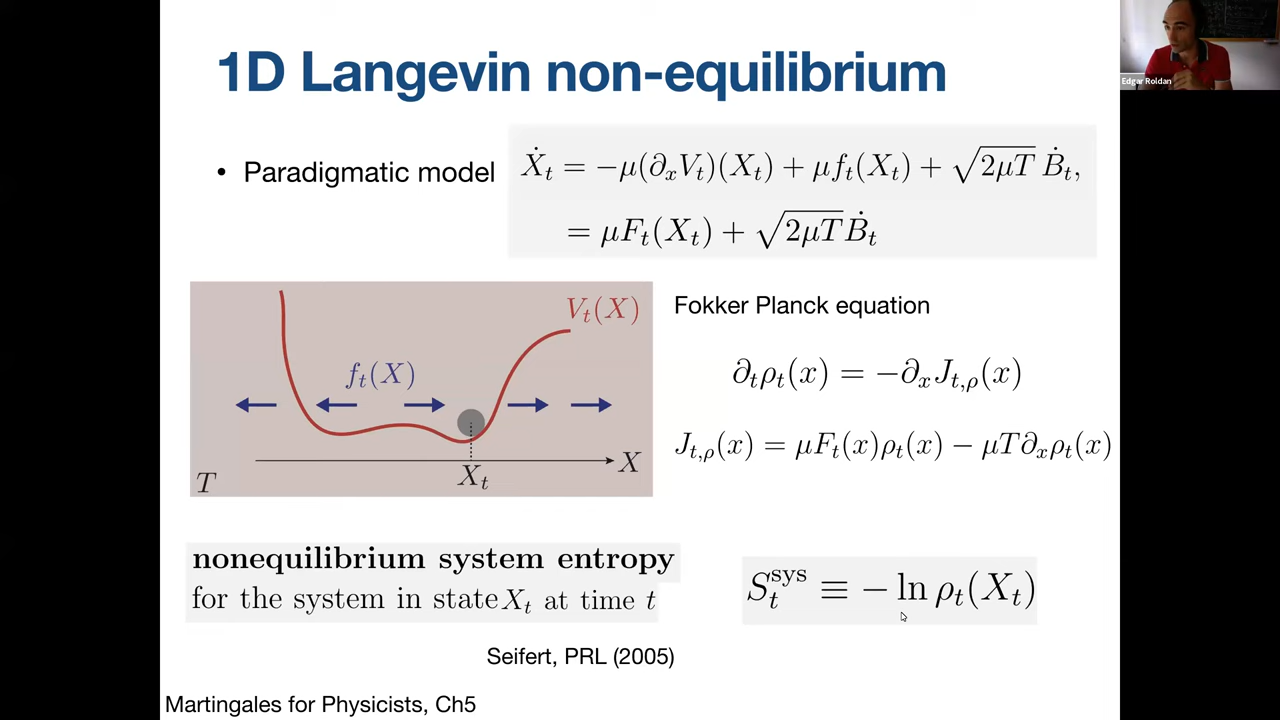 1D Langevin non-equilibrium
Edgar Roldan
• Paradigmatic model
Ẋₜ = −μ(∂ₓVₜ)(Xₜ) + μfₜ(Xₜ) + √(2μT) Ḃₜ,
= μFₜ(Xₜ) + √(2μT)Ḃₜ
Vₜ(X)
fₜ(X)
X
Xₜ
T
Fokker Planck equation
∂ₜρₜ(x) = −∂ₓJₜ,ρ(x)
Jₜ,ρ(x) = μFₜ(x)ρₜ(x) − μT∂ₓρₜ(x)
nonequilibrium system entropy
for the system in state Xₜ at time t
Sₜ^sys ≡ − ln ρₜ(Xₜ)
Seifert, PRL (2005)
Martingales for Physicists, Ch5